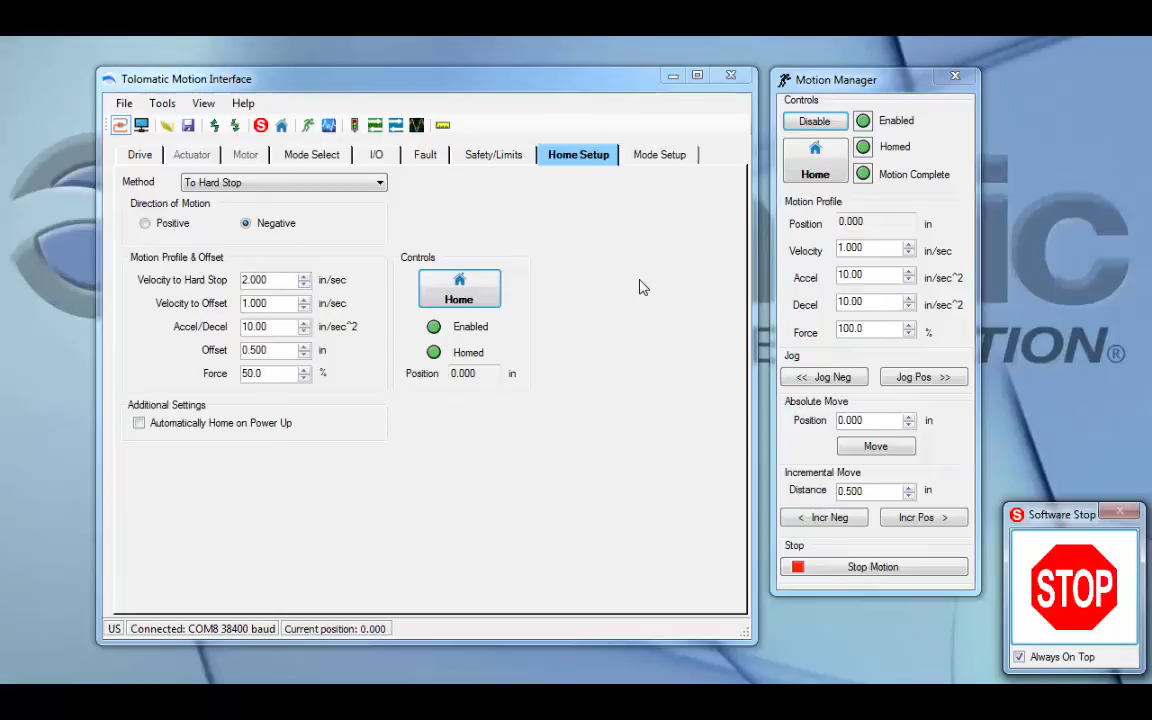 Tolomatic Motion Interface
File Tools View Help
Drive Actuator Motor Mode Select I/O Fault Safety/Limits Home Setup Mode Setup
Method To Hard Stop
Direction of Motion
Positive Negative
Motion Profile & Offset
Velocity to Hard Stop 2.000 in/sec
Velocity to Offset 1.000 in/sec
Accel/Decel 10.00 in/sec^2
Offset 0.500 in
Force 50.0 %
Controls
Home
Enabled
Homed
Position 0.000 in
Additional Settings
Automatically Home on Power Up
US Connected: COM8 38400 baud Current position: 0.000
Motion Manager
Controls
Disable Enabled
Homed
Home Motion Complete
Motion Profile
Position 0.000 in
Velocity 1.000 in/sec
Accel 10.00 in/sec^2
Decel 10.00 in/sec^2
Force 100.0 %
Jog
<< Jog Neg Jog Pos >>
Absolute Move
Position 0.000 in
Move
Incremental Move
Distance 0.500 in
< Incr Neg Incr Pos >
Stop
Stop Motion
S Software Stop
STOP
Always On Top